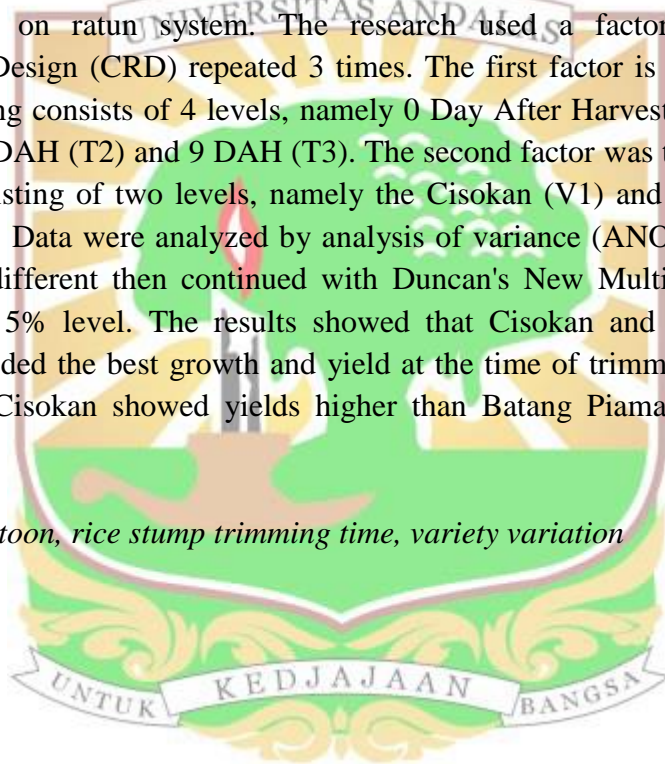 on ratun system. The research used a factor
UNIVERSITAS ANDALAS
Design (CRD) repeated 3 times. The first factor is
ng consists of 4 levels, namely 0 Day After Harvest
DAH (T2) and 9 DAH (T3). The second factor was t
isting of two levels, namely the Cisokan (V1) and
Data were analyzed by analysis of variance (ANO
different then continued with Duncan's New Multi
5% level. The results showed that Cisokan and
ded the best growth and yield at the time of trimm
Cisokan showed yields higher than Batang Piama
toon, rice stump trimming time, variety variation
UNTUK KEDJAJAAN BANGSA